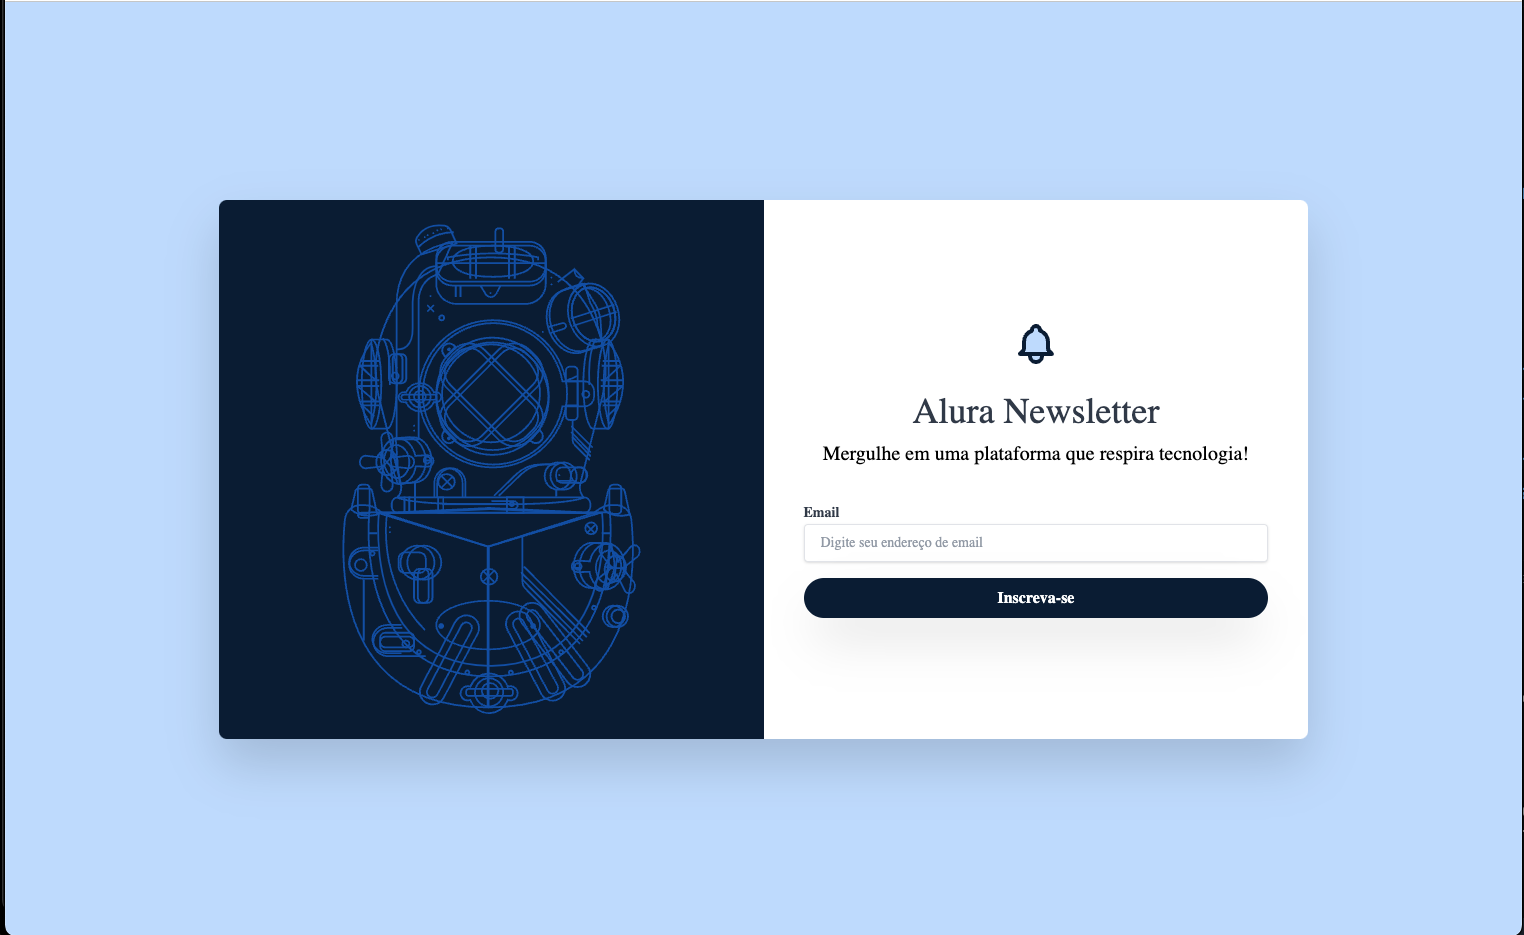 Alura Newsletter
Mergulhe em uma plataforma que respira tecnologia!
Email
Digite seu endereço de email
Inscreva-se